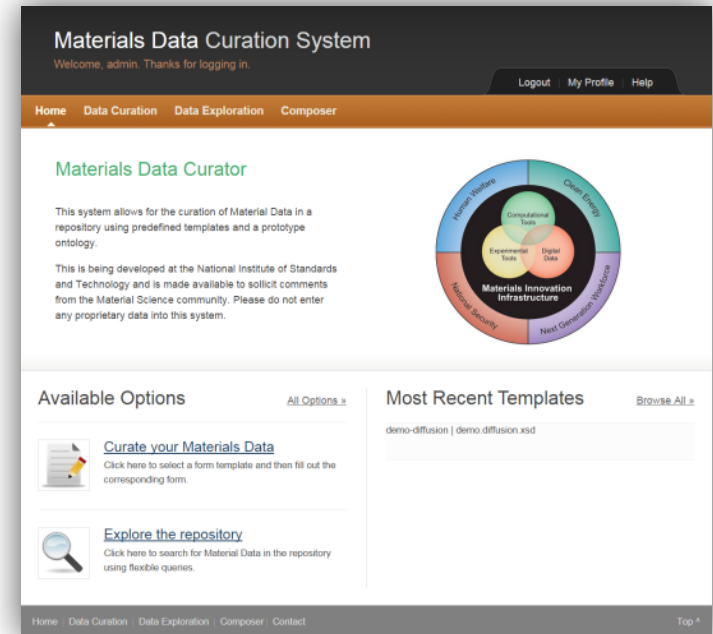 Materials Data Curation System
Welcome, admin. Thanks for logging in.
Logout | My Profile | Help
Home Data Curation Data Exploration Composer
Materials Data Curator
This system allows for the curation of Material Data in a
repository using predefined templates and a prototype
ontology.
This is being developed at the National Institute of Standards
and Technology and is made available to sollicit comments
from the Material Science community. Please do not enter
any proprietary data into this system.
Human Welfare
Clean Energy
Computational
Tools
Experimental
Tools
Digital
Data
Materials Innovation
Infrastructure
National Security
Next Generation Workforce
Available Options
All Options »
Curate your Materials Data
Click here to select a form template and then fill out the
corresponding form.
Explore the repository
Click here to search for Material Data in the repository
using flexible queries.
Most Recent Templates
Browse All »
demo-diffusion | demo.diffusion.xsd
Home | Data Curation | Data Exploration | Composer | Contact
Top ^